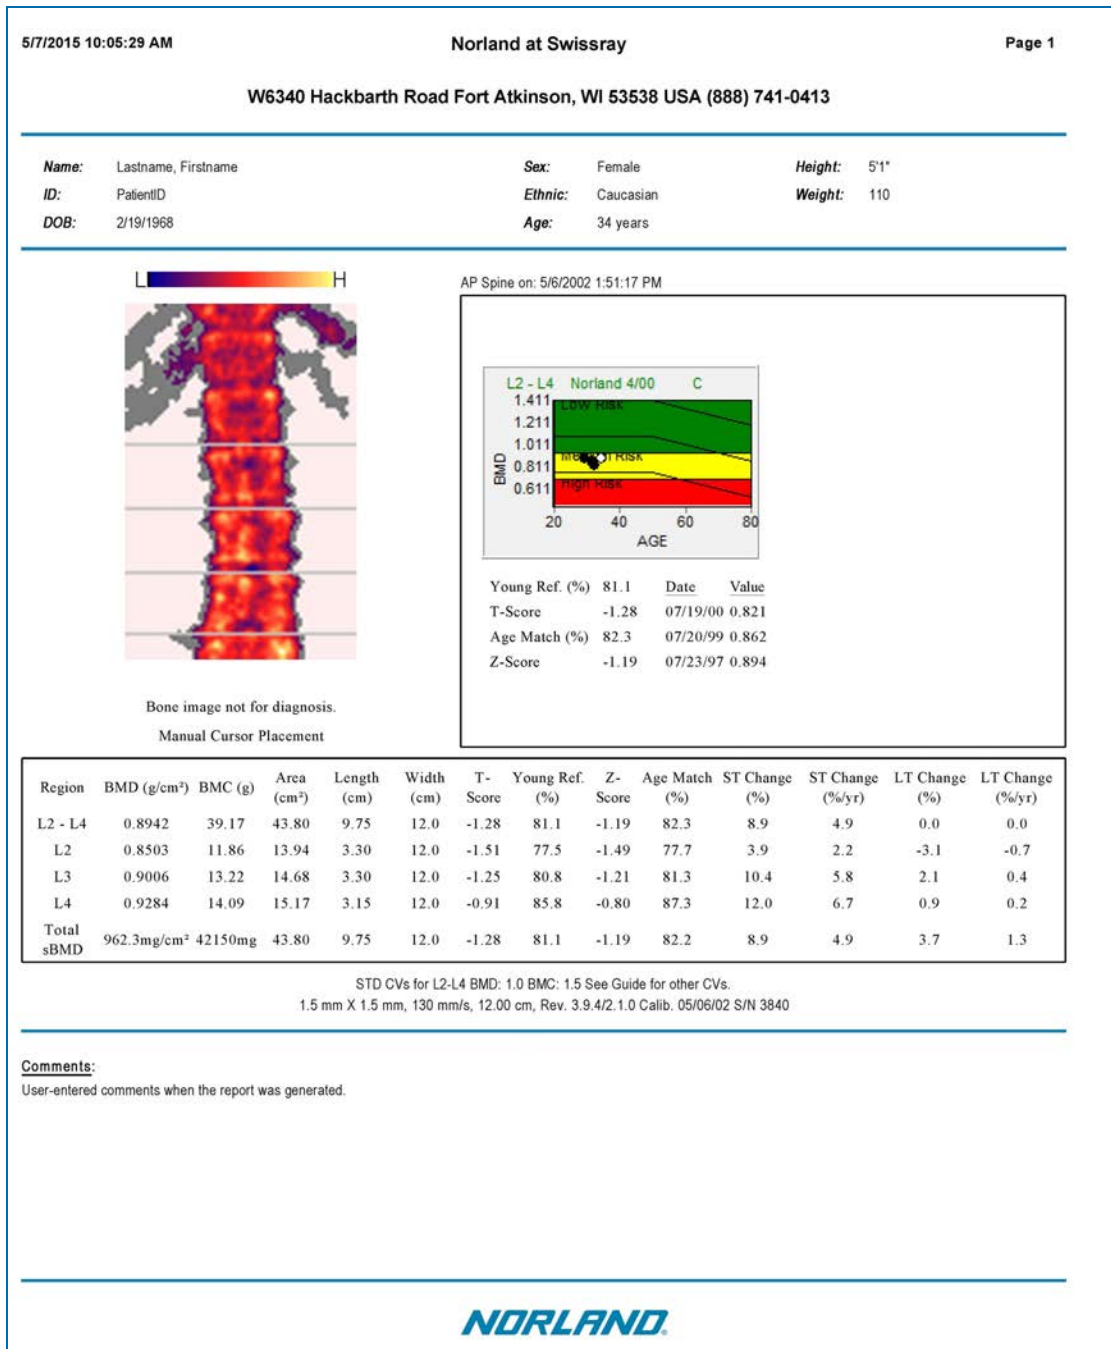 5/7/2015 10:05:29 AM Norland at Swissray Page 1
W6340 Hackbarth Road Fort Atkinson, WI 53538 USA (888) 741-0413
Name: Lastname, Firstname Sex: Female Height: 5'1"
ID: PatientID Ethnic: Caucasian Weight: 110
DOB: 2/19/1968 Age: 34 years
L H
AP Spine on: 5/6/2002 1:51:17 PM
L2 - L4 Norland 4/00 C
1.411 Low Risk
1.211
1.011
Risk
0.811
0.611 High Risk
BMD
20 40 60 80
AGE
Young Ref. (%) 81.1 Date Value
T-Score -1.28 07/19/00 0.821
Age Match (%) 82.3 07/20/99 0.862
Z-Score -1.19 07/23/97 0.894
Bone image not for diagnosis.
Manual Cursor Placement
Region BMD (g/cm²) BMC (g) Area (cm²) Length (cm) Width (cm) T-Score Young Ref. (%) Z-Score Age Match (%) ST Change (%) ST Change (%/yr) LT Change (%) LT Change (%/yr)
L2 - L4 0.8942 39.17 43.80 9.75 12.0 -1.28 81.1 -1.19 82.3 8.9 4.9 0.0 0.0
L2 0.8503 11.86 13.94 3.30 12.0 -1.51 77.5 -1.49 77.7 3.9 2.2 -3.1 -0.7
L3 0.9006 13.22 14.68 3.30 12.0 -1.25 80.8 -1.21 81.3 10.4 5.8 2.1 0.4
L4 0.9284 14.09 15.17 3.15 12.0 -0.91 85.8 -0.80 87.3 12.0 6.7 0.9 0.2
Total sBMD 962.3mg/cm² 42150mg 43.80 9.75 12.0 -1.28 81.1 -1.19 82.2 8.9 4.9 3.7 1.3
STD CVs for L2-L4 BMD: 1.0 BMC: 1.5 See Guide for other CVs.
1.5 mm X 1.5 mm, 130 mm/s, 12.00 cm, Rev. 3.9.4/2.1.0 Calib. 05/06/02 S/N 3840
Comments:
User-entered comments when the report was generated.
NORLAND